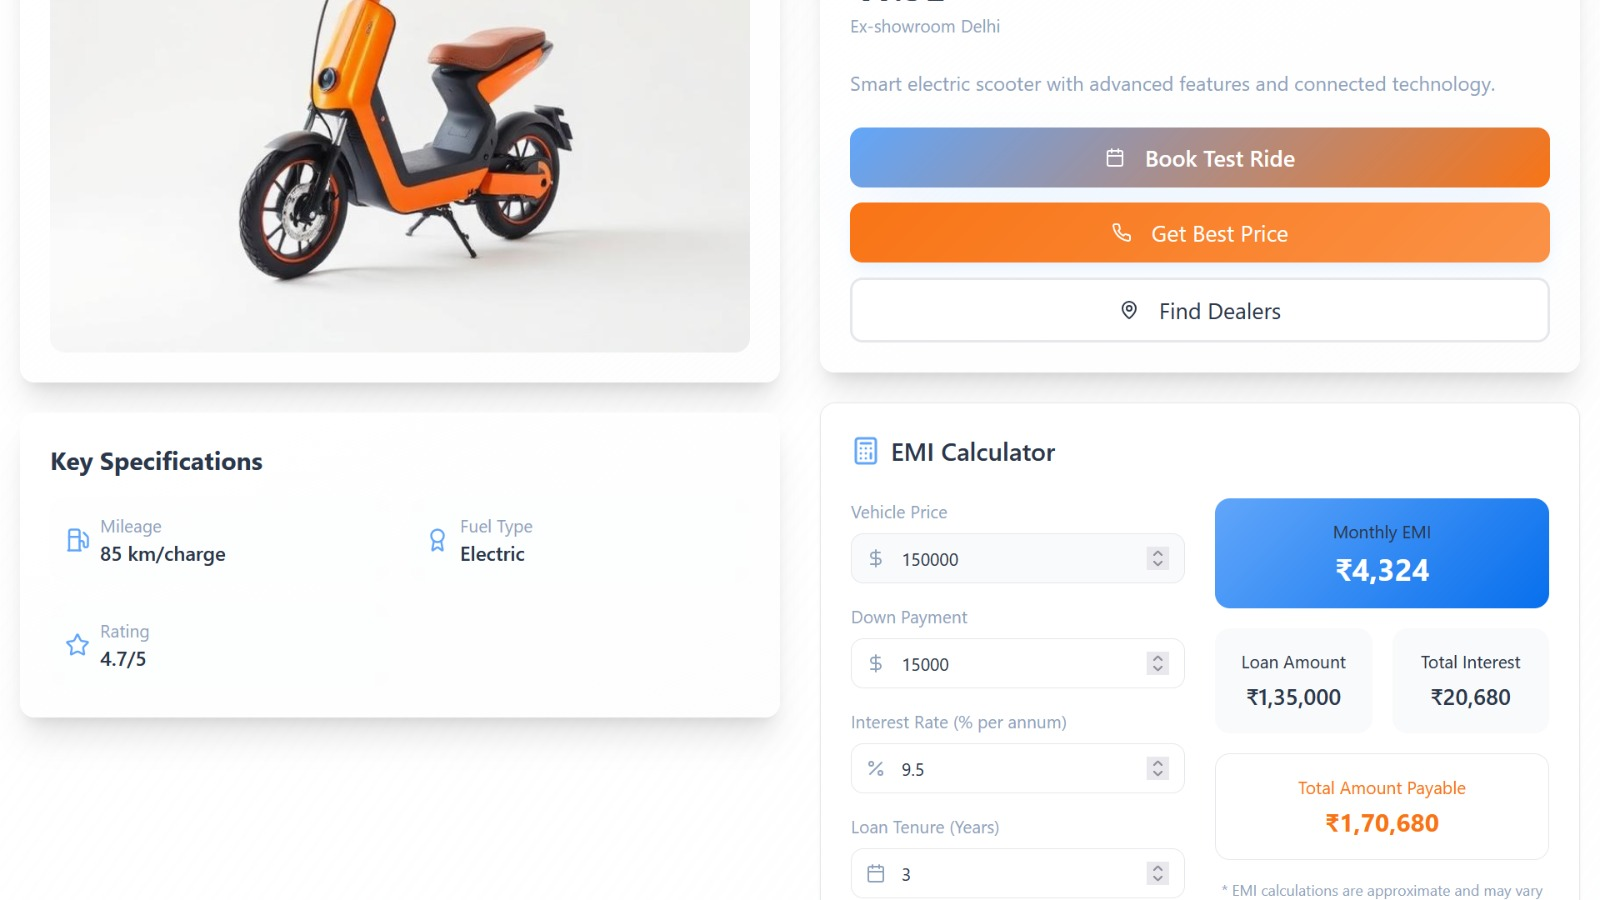 Ex-showroom Delhi
Smart electric scooter with advanced features and connected technology.
Book Test Ride
Get Best Price
Find Dealers
Key Specifications
Mileage
85 km/charge
Fuel Type
Electric
Rating
4.7/5
EMI Calculator
Vehicle Price
$ 150000
Down Payment
$ 15000
Interest Rate (% per annum)
% 9.5
Loan Tenure (Years)
3
Monthly EMI
₹4,324
Loan Amount
₹1,35,000
Total Interest
₹20,680
Total Amount Payable
₹1,70,680
* EMI calculations are approximate and may vary